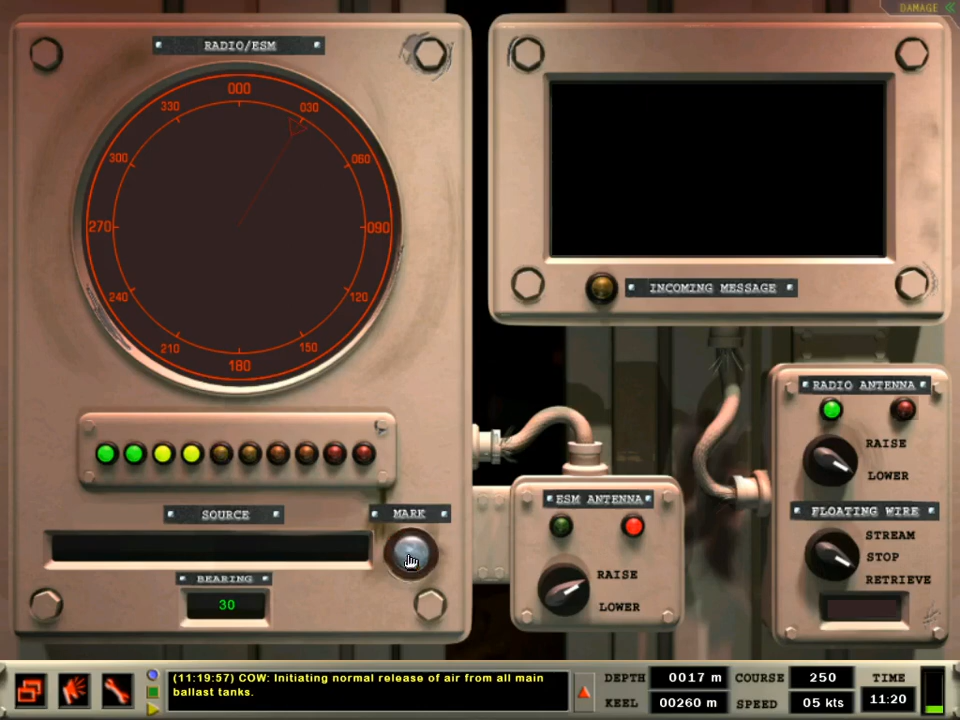 DAMAGE
RADIO/ESM
000
030
060
090
120
150
180
210
240
270
300
330
INCOMING MESSAGE
RADIO ANTENNA
RAISE
LOWER
ESM ANTENNA
RAISE
LOWER
FLOATING WIRE
STREAM
STOP
RETRIEVE
SOURCE
MARK
BEARING
30
(11:19:57) COW: Initiating normal release of air from all main
ballast tanks.
DEPTH 0017 m COURSE 250 TIME
KEEL 00260 m SPEED 05 kts 11:20